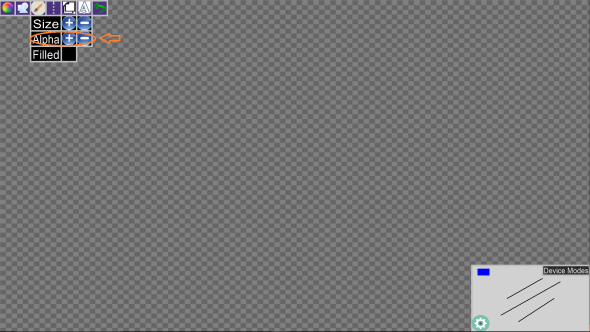 A
Size + −
Alpha + −
Filled
Device Modes